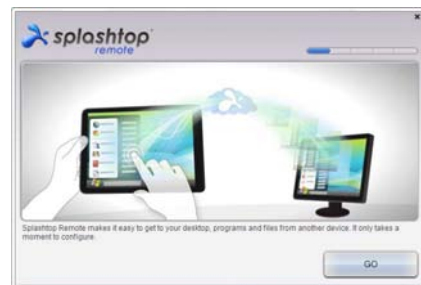 splashtop
remote
Splashtop Remote makes it easy to get to your desktop, programs and files from another device. It only takes a
moment to configure.
GO